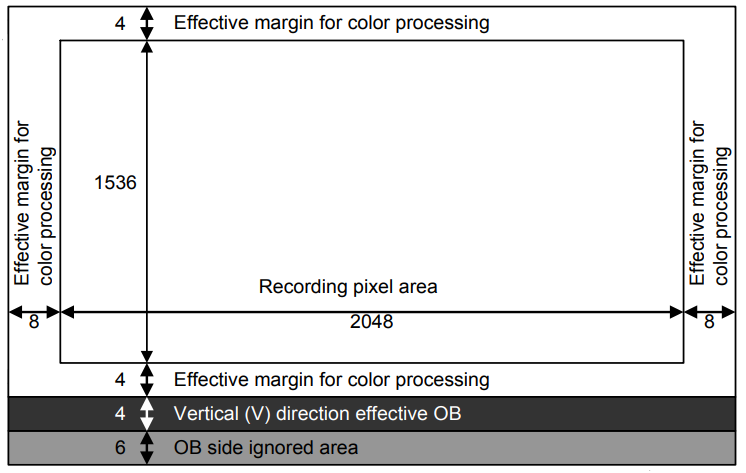 4 Effective margin for color processing
1536
Effective margin for
color processing
Effective margin for
color processing
Recording pixel area
8 2048 8
4 Effective margin for color processing
4 Vertical (V) direction effective OB
6 OB side ignored area